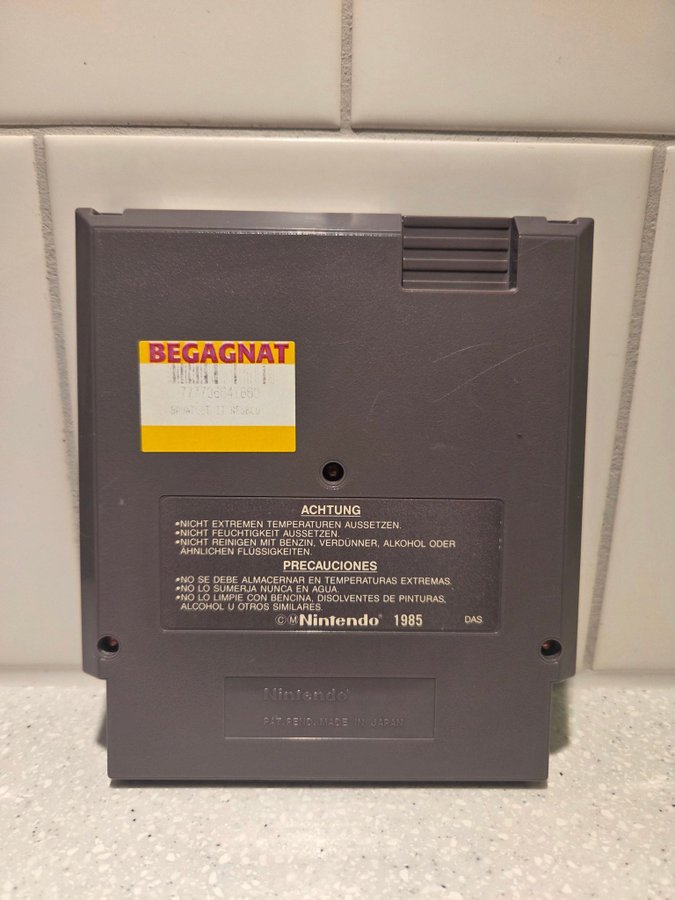 BEGAGNAT
ACHTUNG
•NICHT EXTREMEN TEMPERATUREN AUSSETZEN.
•NICHT FEUCHTIGKEIT AUSSETZEN.
•NICHT REINIGEN MIT BENZIN, VERDÜNNER, ALKOHOL ODER
ÄHNLICHEN FLÜSSIGKEITEN.
PRECAUCIONES
•NO SE DEBE ALMACERNAR EN TEMPERATURAS EXTREMAS.
•NO LO SUMERJA NUNCA EN AGUA.
•NO LO LIMPIE CON BENCINA, DISOLVENTES DE PINTURAS,
ALCOHOL U OTROS SIMILARES.
©M Nintendo® 1985 DAS
Nintendo®
PAT. PEND. MADE IN JAPAN